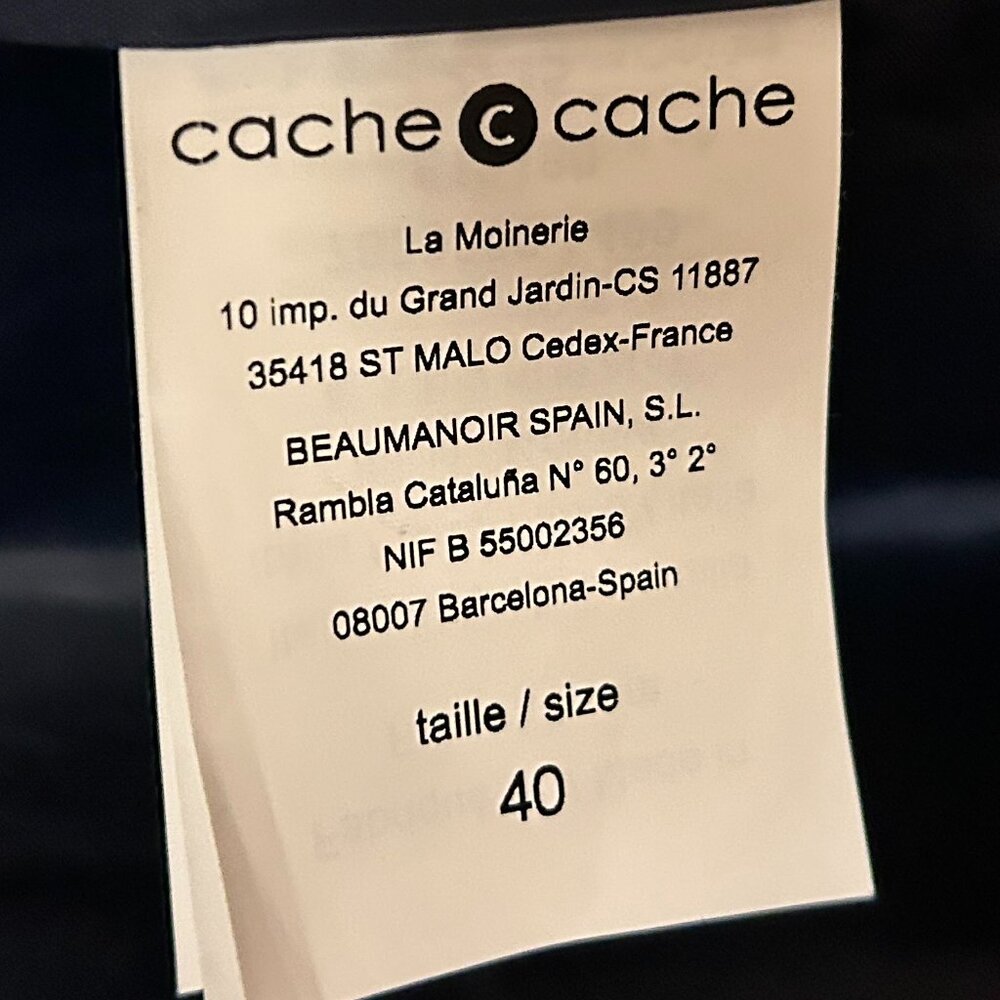 cache c cache
La Moinerie
10 imp. du Grand Jardin-CS 11887
35418 ST MALO Cedex-France
BEAUMANOIR SPAIN, S.L.
Rambla Cataluña N° 60, 3° 2°
NIF B 55002356
08007 Barcelona-Spain
taille / size
40